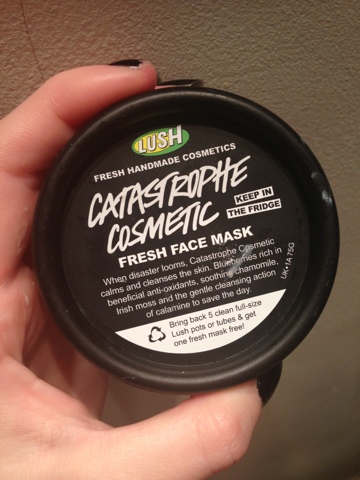 LUSH
FRESH HANDMADE COSMETICS
CATASTROPHE
COSMETIC
KEEP IN
THE FRIDGE
FRESH FACE MASK
When disaster looms, Catastrophe Cosmetic
calms and cleanses the skin. Blueberries rich in
beneficial anti-oxidants, soothing chamomile,
Irish moss and the gentle cleansing action
of calamine to save the day.
UK•1A 75G
Bring back 5 clean full-size
Lush pots or tubes & get
one fresh mask free!